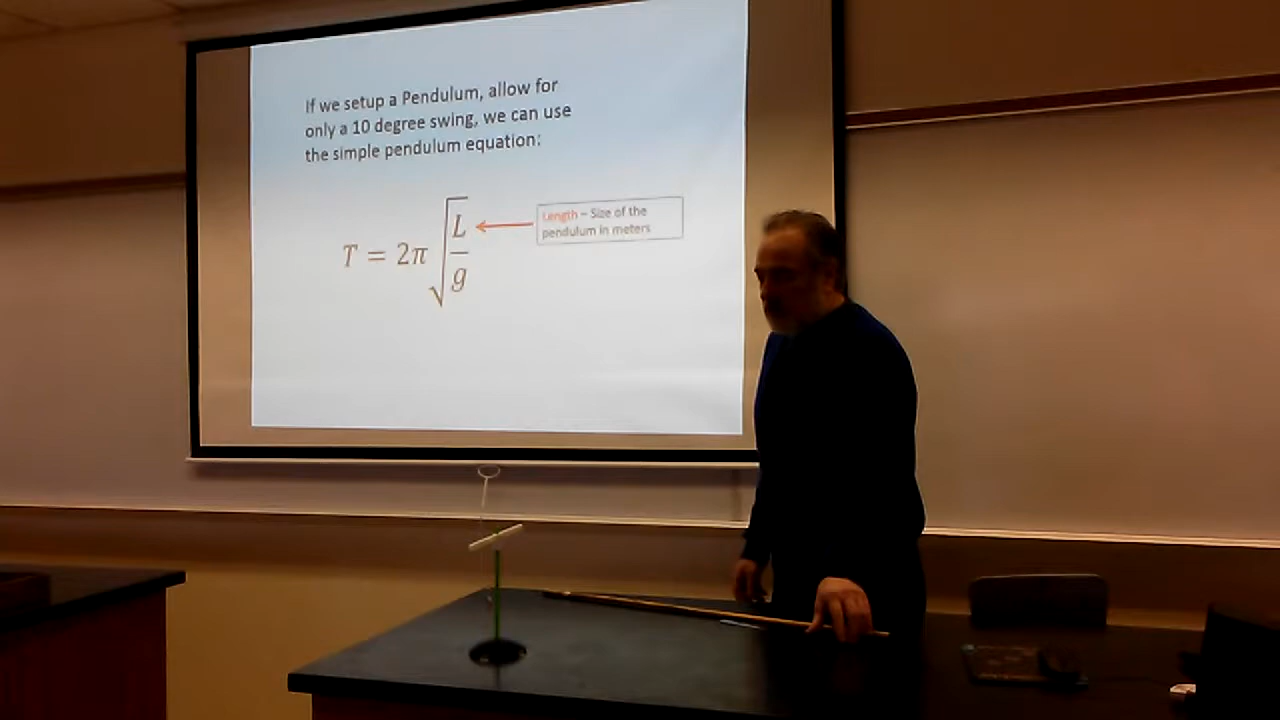 If we setup a Pendulum, allow for
only a 10 degree swing, we can use
the simple pendulum equation:
T = 2π √(L/g)
Length – Size of the
pendulum in meters